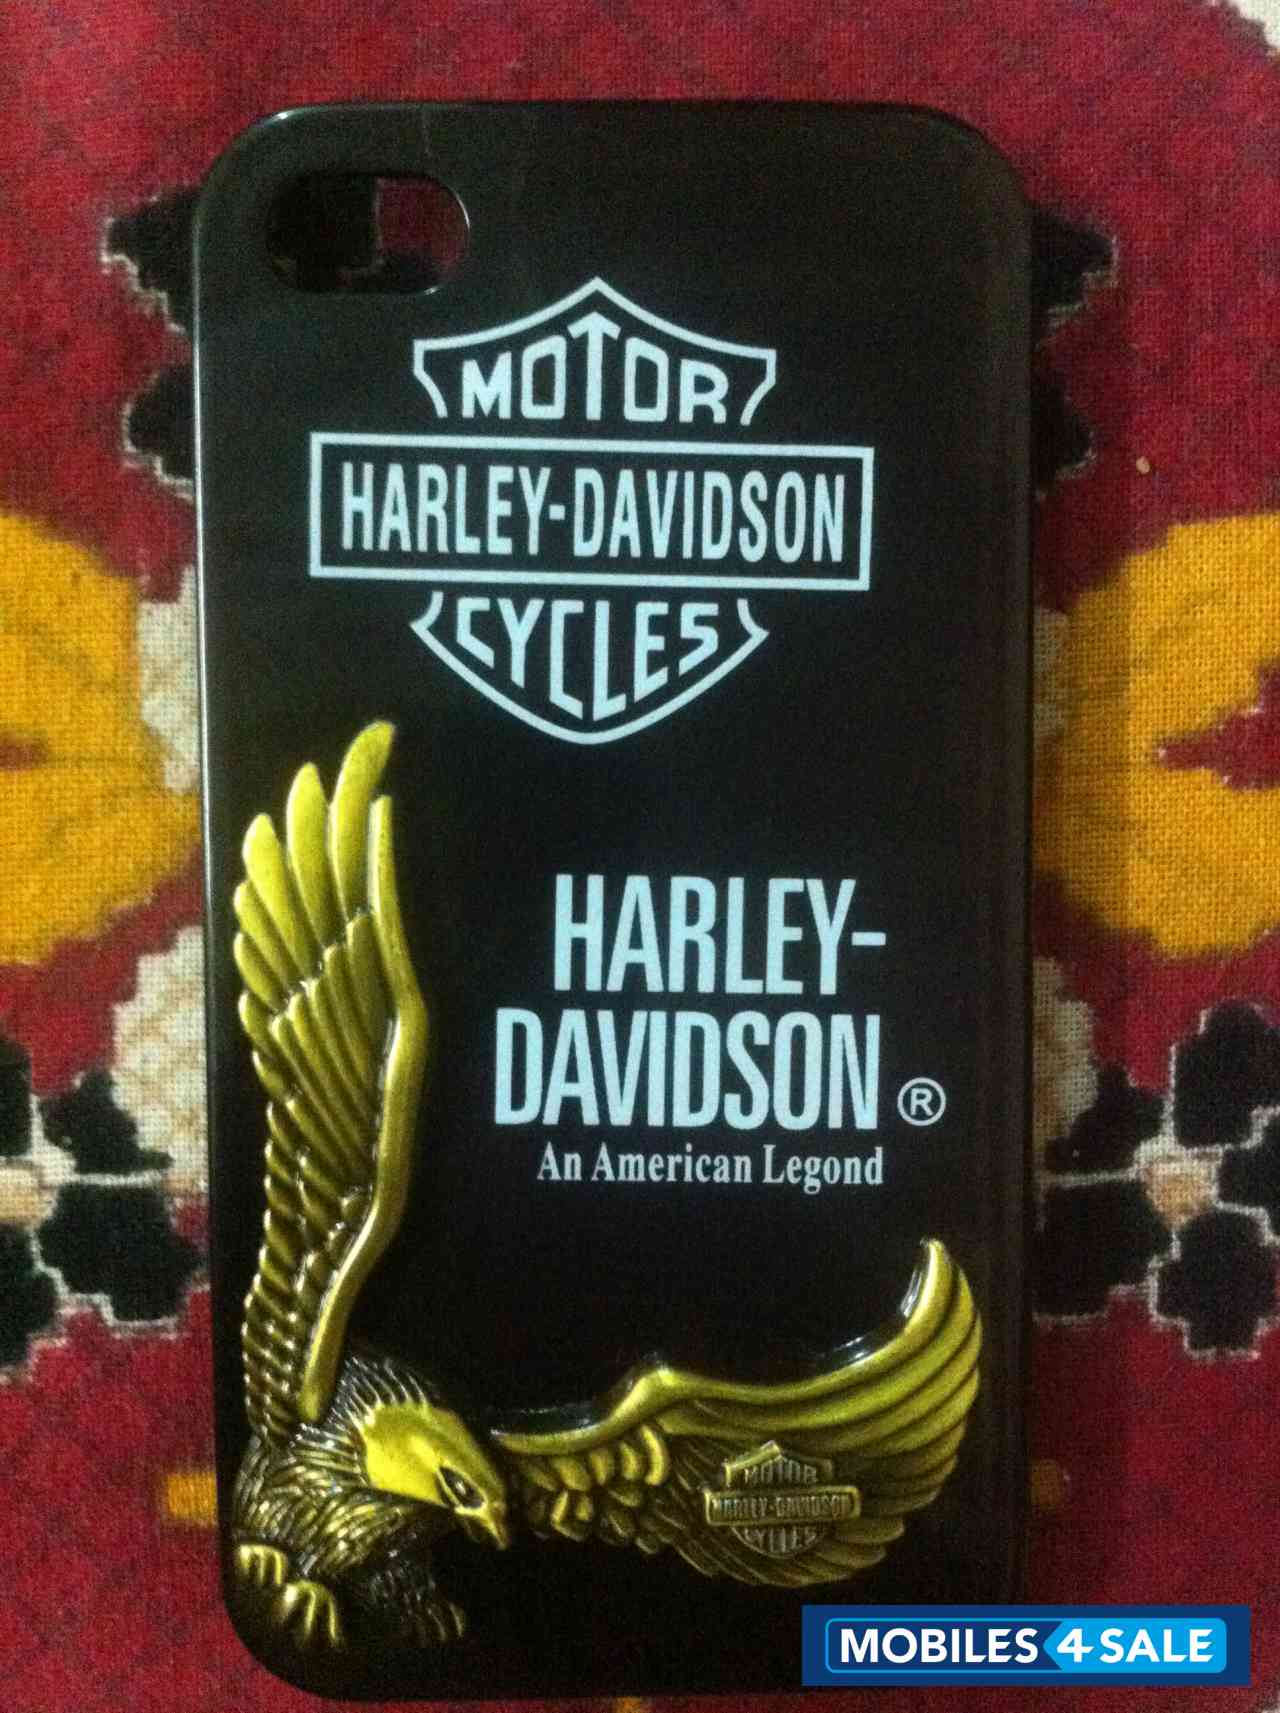 MOTOR
HARLEY-DAVIDSON
CYCLES
HARLEY-
DAVIDSON ®
An American Legond
MOTOR
HARLEY-DAVIDSON
CYCLES
MOBILES 4 SALE